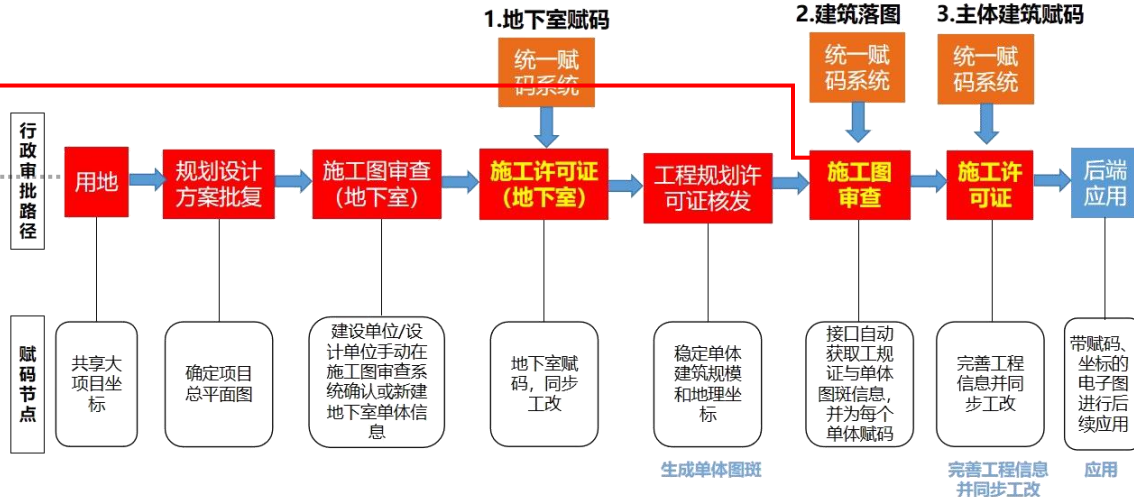 1.地下室赋码
2.建筑落图
3.主体建筑赋码
统一赋
码系统
统一赋
码系统
统一赋
码系统
行政审批路径
用地
规划设计
方案批复
施工图审查
（地下室）
施工许可证
（地下室）
工程规划许
可证核发
施工图
审查
施工许
可证
后端
应用
赋码节点
共享大
项目坐
标
确定项目
总平面图
建设单位/设
计单位手动在
施工图审查系
统确认或新建
地下室单体信
息
地下室赋
码，同步
工改
稳定单体
建筑规模
和地理坐
标
接口自动
获取工规
证与单体
图斑信息，
并为每个
单体赋码
完善工程
信息并同
步工改
带赋码、
坐标的
电子图
进行后
续应用
生成单体图斑
完善工程信息
并同步工改
应用